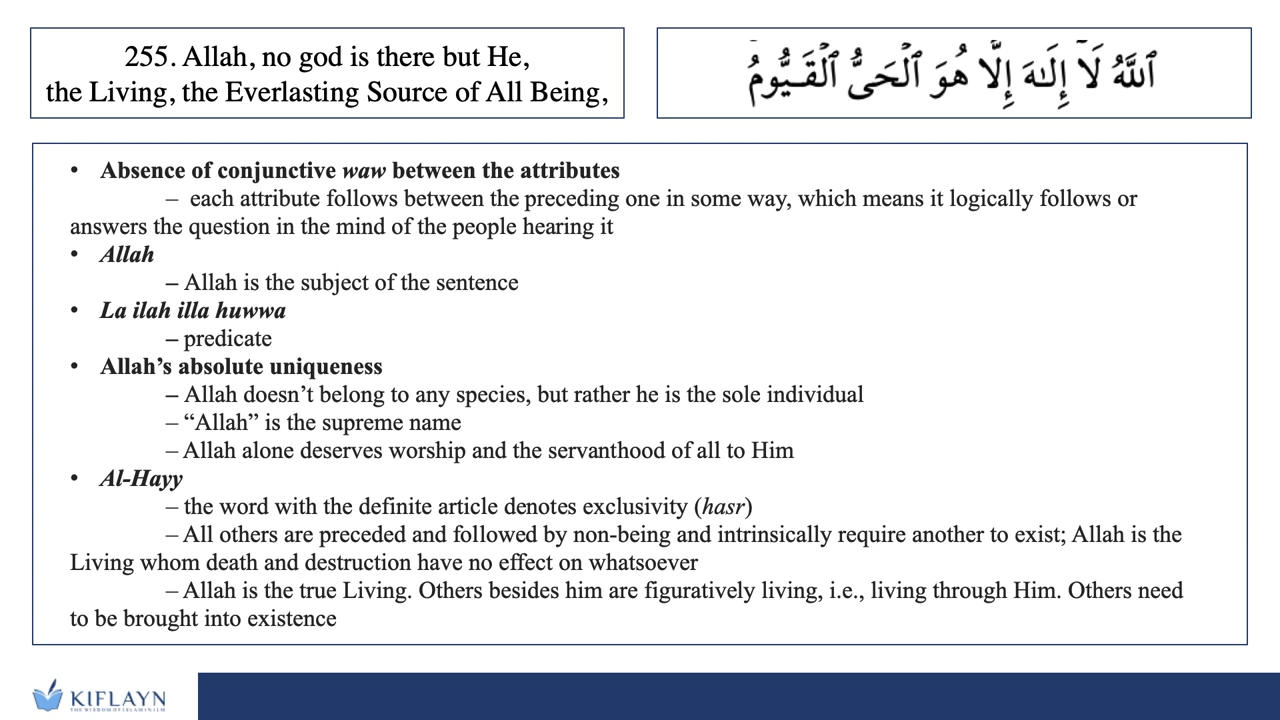 255. Allah, no god is there but He,
the Living, the Everlasting Source of All Being,
ٱللَّهُ لَآ إِلَٰهَ إِلَّا هُوَ ٱلْحَىُّ ٱلْقَيُّومُ
• Absence of conjunctive waw between the attributes
– each attribute follows between the preceding one in some way, which means it logically follows or
answers the question in the mind of the people hearing it
• Allah
– Allah is the subject of the sentence
• La ilah illa huwwa
– predicate
• Allah’s absolute uniqueness
– Allah doesn’t belong to any species, but rather he is the sole individual
– “Allah” is the supreme name
– Allah alone deserves worship and the servanthood of all to Him
• Al-Hayy
– the word with the definite article denotes exclusivity (hasr)
– All others are preceded and followed by non-being and intrinsically require another to exist; Allah is the
Living whom death and destruction have no effect on whatsoever
– Allah is the true Living. Others besides him are figuratively living, i.e., living through Him. Others need
to be brought into existence
KIFLAYN